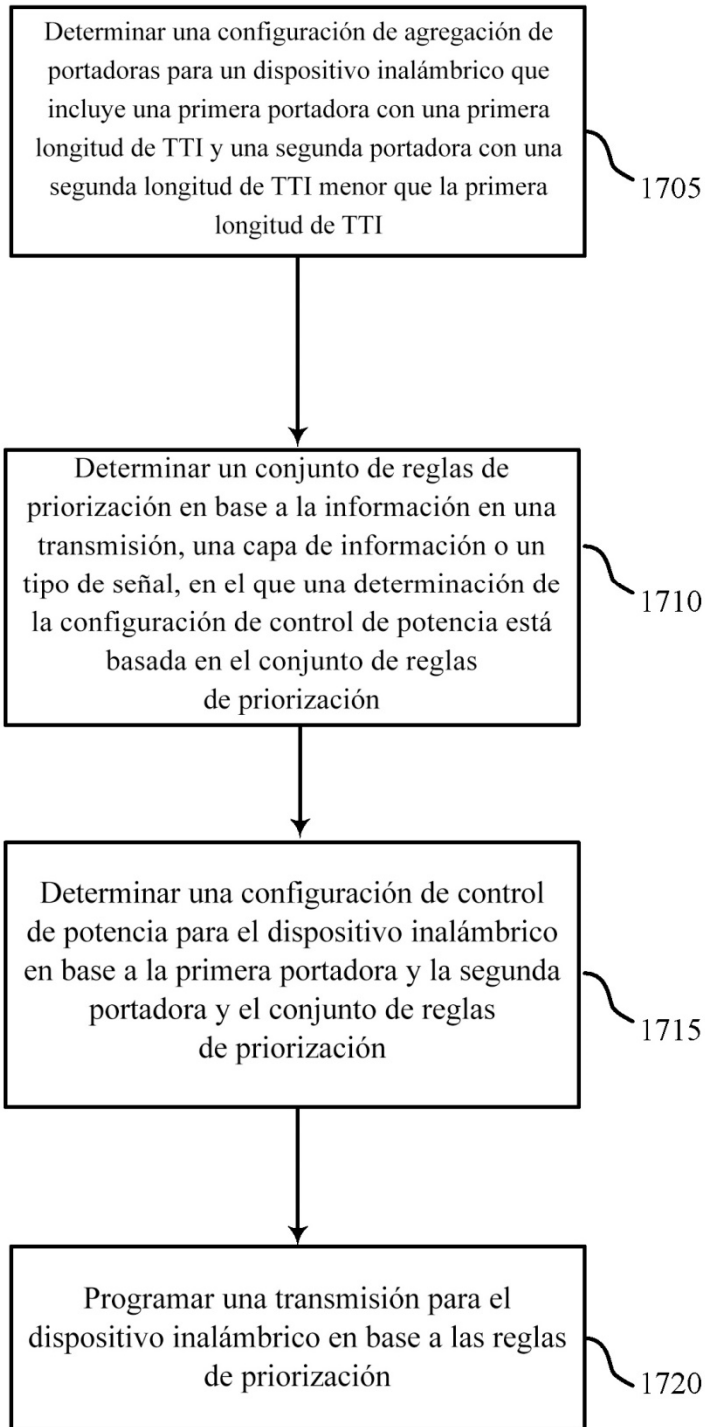 Determinar una configuración de agregación de
portadoras para un dispositivo inalámbrico que
incluye una primera portadora con una primera
longitud de TTI y una segunda portadora con una
segunda longitud de TTI menor que la primera
longitud de TTI
1705
Determinar un conjunto de reglas de
priorización en base a la información en una
transmisión, una capa de información o un
tipo de señal, en el que una determinación de
la configuración de control de potencia está
basada en el conjunto de reglas
de priorización
1710
Determinar una configuración de control
de potencia para el dispositivo inalámbrico
en base a la primera portadora y la segunda
portadora y el conjunto de reglas
de priorización
1715
Programar una transmisión para el
dispositivo inalámbrico en base a las reglas
de priorización
1720